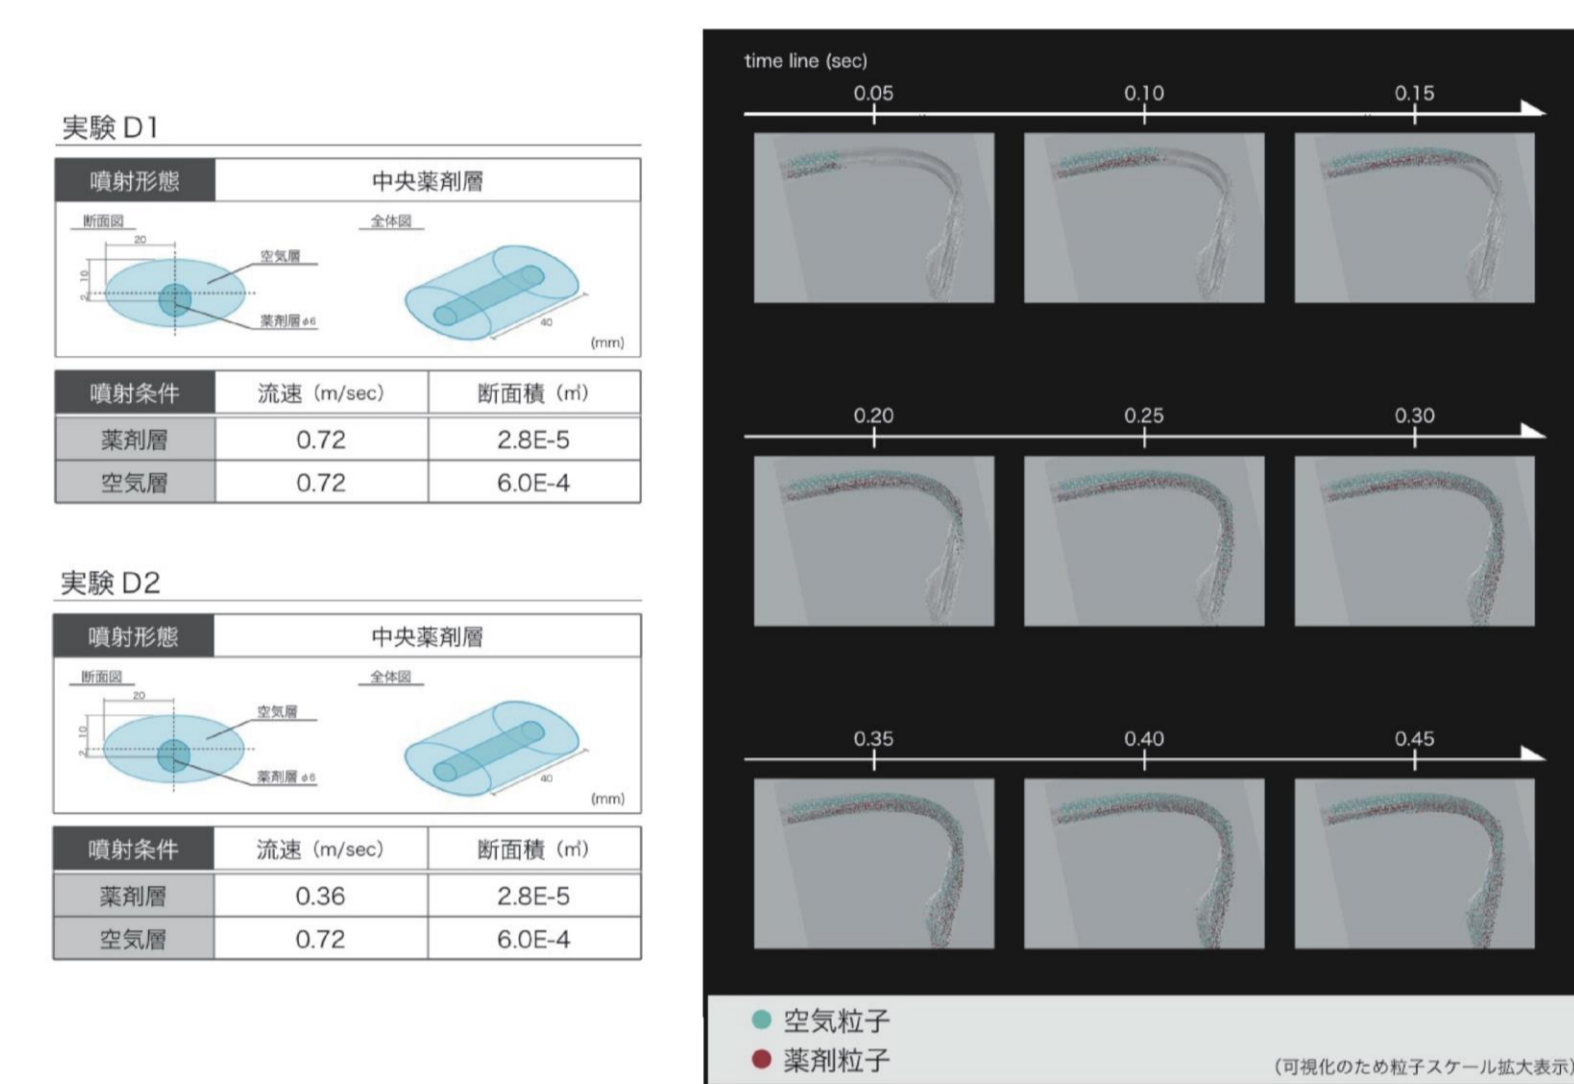 実験 D1
噴射形態 中央薬剤層
断面図 全体図
20
空気層
10
2
薬剤層 φ6
40
(mm)
噴射条件 流速（m/sec） 断面積（㎡）
薬剤層 0.72 2.8E-5
空気層 0.72 6.0E-4
実験 D2
噴射形態 中央薬剤層
断面図 全体図
20
空気層
10
2
薬剤層 φ6
40
(mm)
噴射条件 流速（m/sec） 断面積（㎡）
薬剤層 0.36 2.8E-5
空気層 0.72 6.0E-4
time line (sec)
0.05 0.10 0.15
0.20 0.25 0.30
0.35 0.40 0.45
空気粒子
薬剤粒子
（可視化のため粒子スケール拡大表示）